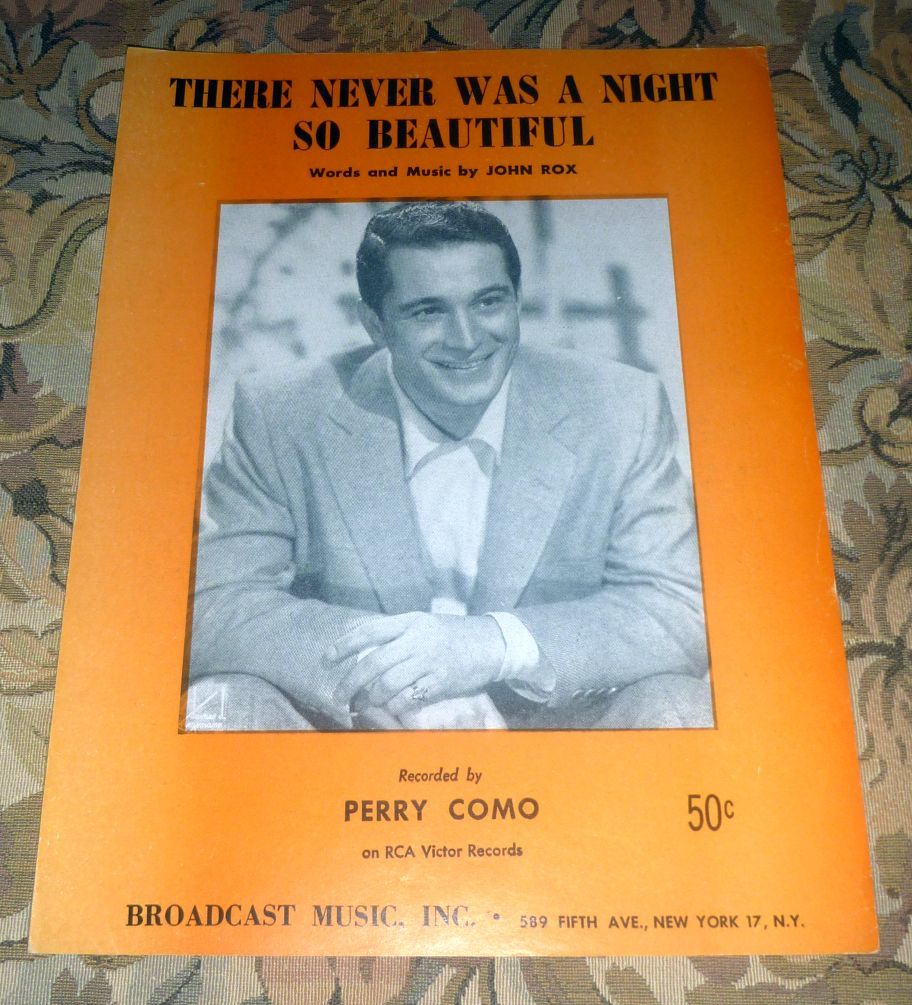 THERE NEVER WAS A NIGHT
SO BEAUTIFUL
Words and Music by JOHN ROX
Recorded by
PERRY COMO
50c
on RCA Victor Records
BROADCAST MUSIC, INC. • 589 FIFTH AVE., NEW YORK 17, N.Y.